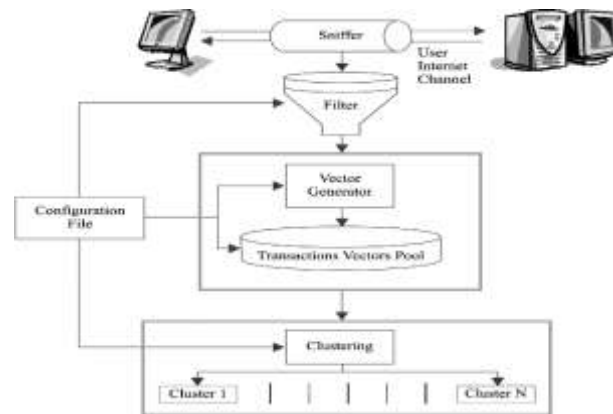 Sniffer
User
Internet
Channel
Filter
Vector
Generator
Configuration
File
Transactions Vectors Pool
Clustering
Cluster 1
Cluster N